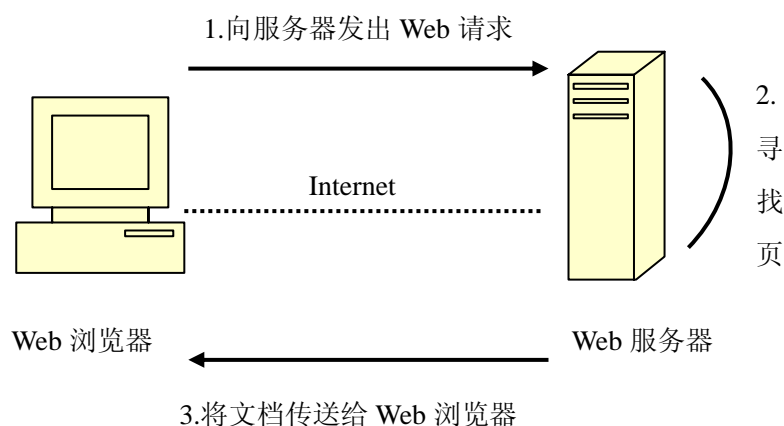 1.向服务器发出 Web 请求
2.
寻
找
页
Internet
Web 浏览器
Web 服务器
3.将文档传送给 Web 浏览器